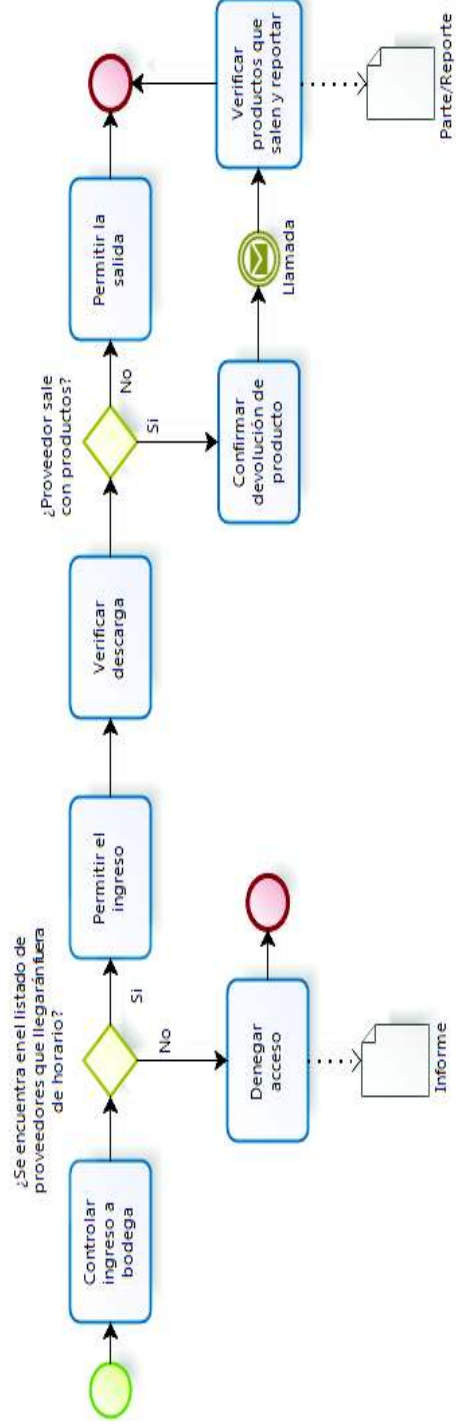 ¿Se encuentra en el listado de
proveedores que llegaránfuera
de horario?
Controlar
ingreso a
bodega
Si
No
Permitir el
ingreso
Denegar
acceso
Informe
Verificar
descarga
¿Proveedor sale
con productos?
No
Si
Permitir la
salida
Confirmar
devolución de
producto
Llamada
Verificar
productos que
salen y reportar
Parte/Reporte